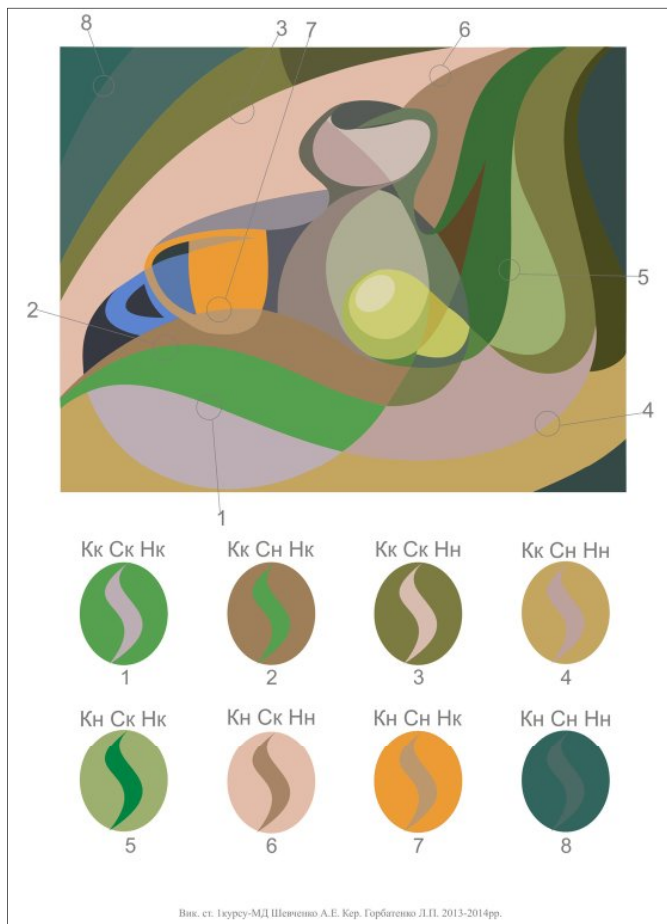 8 3 7 6
5
2
4
1
Кк Ск Нк Кк Сн Нк Кк Ск Нн Кк Сн Нн
1 2 3 4
Кн Ск Нк Кн Ск Нн Кн Сн Нк Кн Сн Нн
5 6 7 8
Вик. ст. 1курсу-МД Шевченко А.Е. Кер. Горбатенко Л.П. 2013-2014рр.